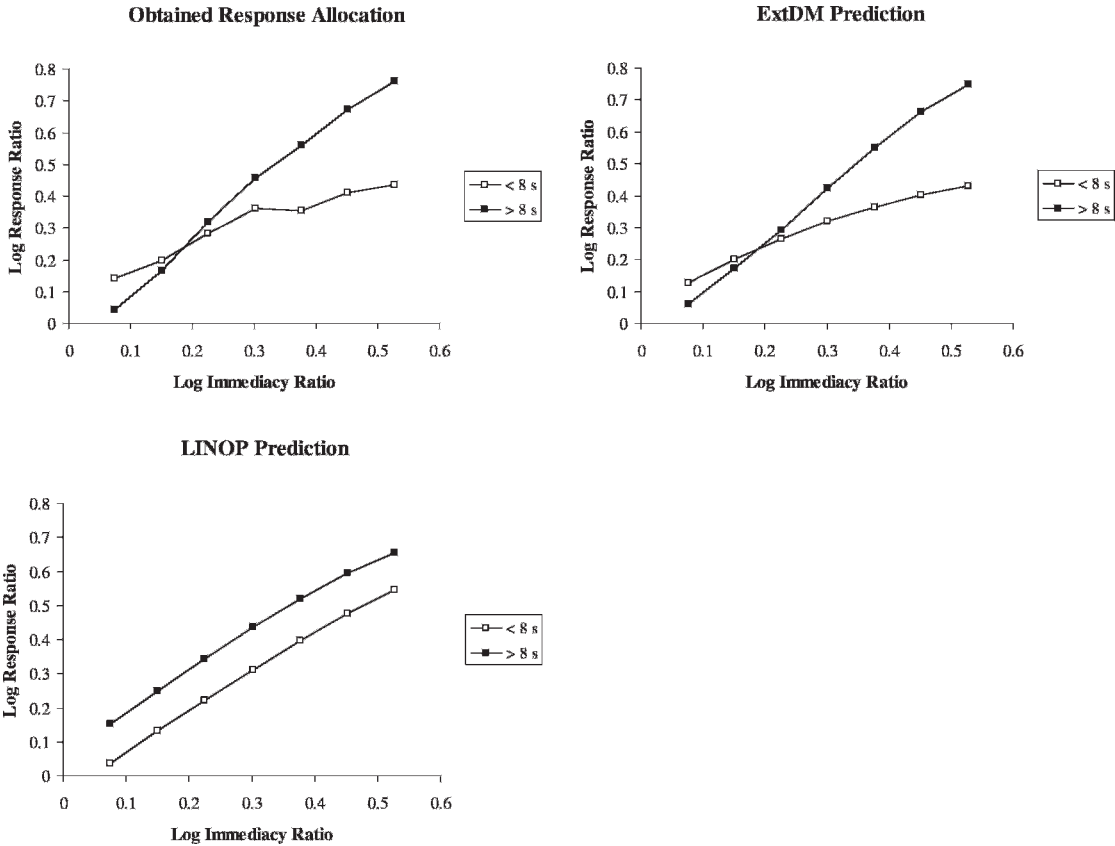 Obtained Response Allocation
Log Response Ratio
0.8
0.7
0.6
0.5
0.4
0.3
0.2
0.1
0
0 0.1 0.2 0.3 0.4 0.5 0.6
Log Immediacy Ratio
< 8 s
> 8 s
ExtDM Prediction
Log Response Ratio
0.8
0.7
0.6
0.5
0.4
0.3
0.2
0.1
0
0 0.1 0.2 0.3 0.4 0.5 0.6
Log Immediacy Ratio
< 8 s
> 8 s
LINOP Prediction
Log Response Ratio
0.8
0.7
0.6
0.5
0.4
0.3
0.2
0.1
0
0 0.1 0.2 0.3 0.4 0.5 0.6
Log Immediacy Ratio
< 8 s
> 8 s